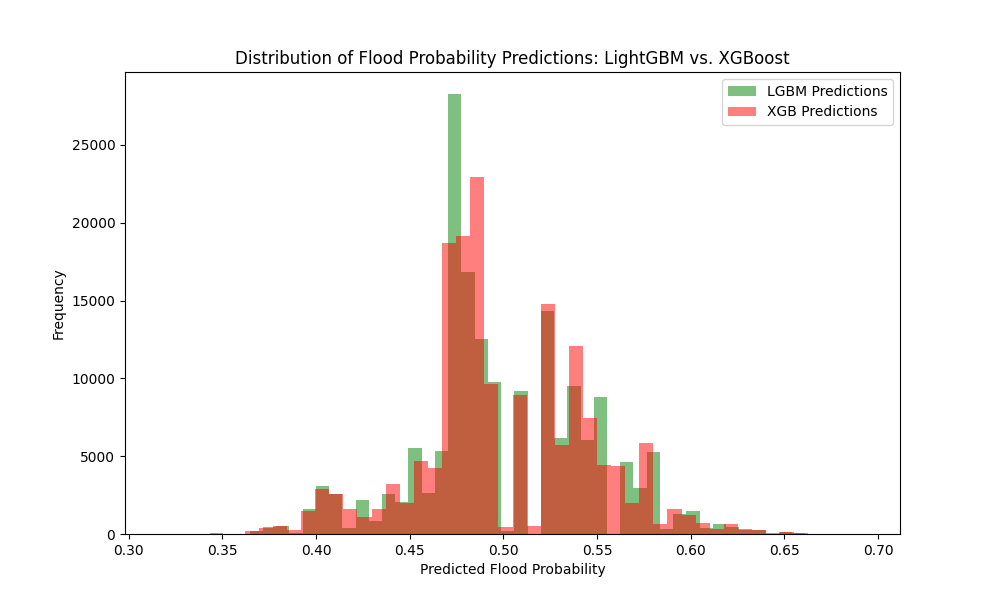 Distribution of Flood Probability Predictions: LightGBM vs. XGBoost
LGBM Predictions
XGB Predictions
25000
20000
15000
10000
5000
0
Frequency
0.30 0.35 0.40 0.45 0.50 0.55 0.60 0.65 0.70
Predicted Flood Probability